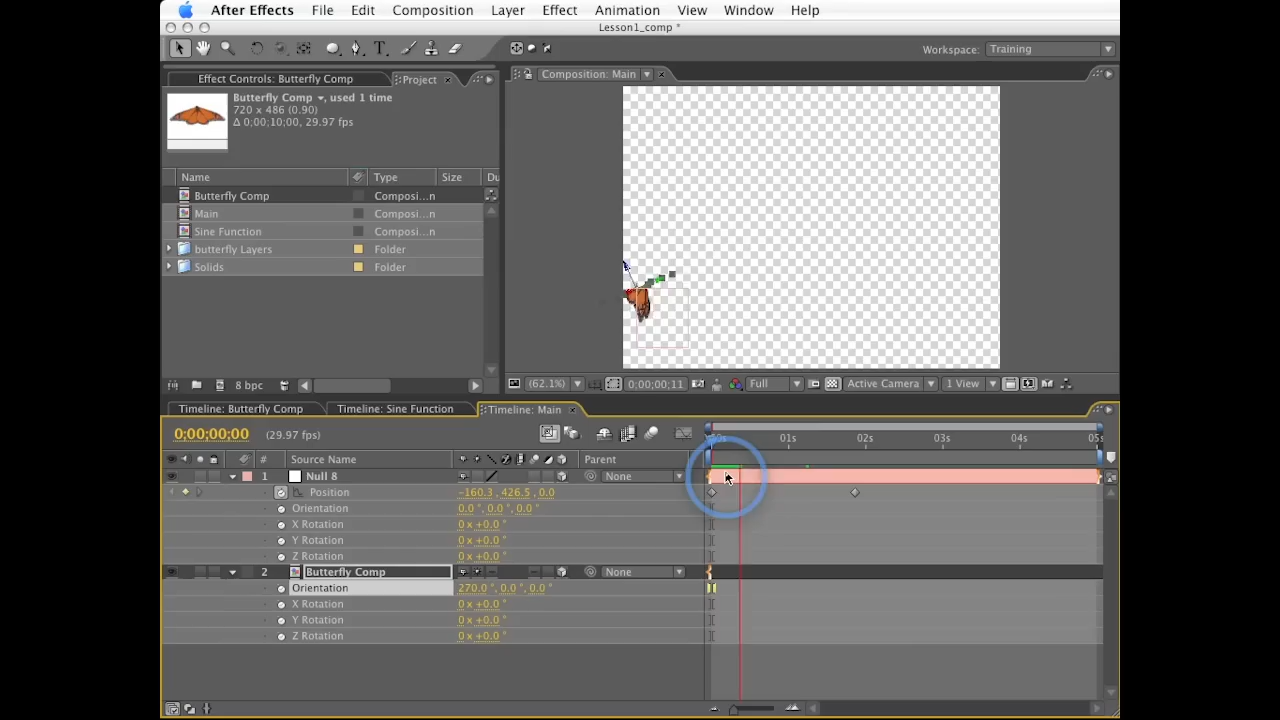 After Effects File Edit Composition Layer Effect Animation View Window Help
Lesson1_comp *
Workspace: Training
Effect Controls: Butterfly Comp Project
Composition: Main
Butterfly Comp, used 1 time
720 x 486 (0.90)
Δ 0;00;10;00, 29.97 fps
Name Type Size Du
Butterfly Comp Composi...n
Main Composi...n
Sine Function Composi...n
butterfly Layers Folder
Solids Folder
8 bpc
(62.1%) 0;00;00;11 Full Active Camera 1 View
Timeline: Butterfly Comp Timeline: Sine Function Timeline: Main
0;00;00;00 (29.97 fps)
01s 02s 03s 04s 05s
# Source Name Parent
1 Null 8 None
Position -160.3, 426.5, 0.0
Orientation 0.0°, 0.0°, 0.0°
X Rotation 0 x +0.0°
Y Rotation 0 x +0.0°
Z Rotation 0 x +0.0°
2 Butterfly Comp None
Orientation 270.0°, 0.0°, 0.0°
X Rotation 0 x +0.0°
Y Rotation 0 x +0.0°
Z Rotation 0 x +0.0°